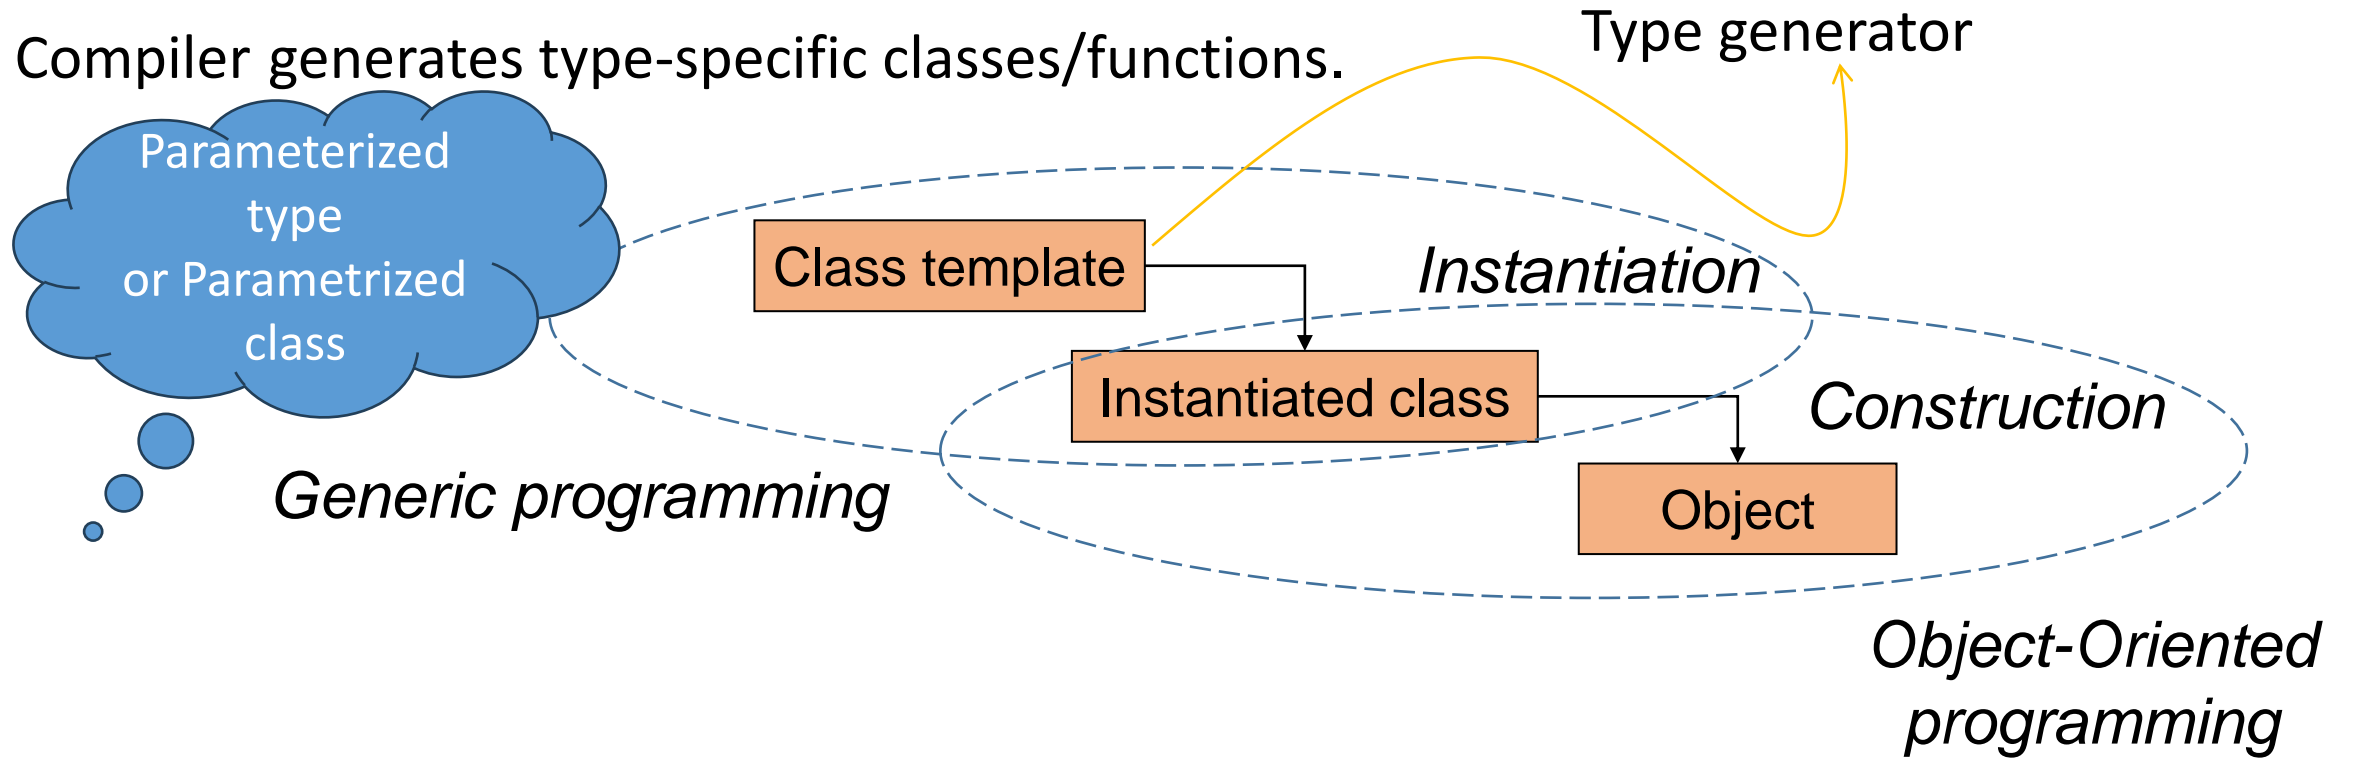 Type generator
Compiler generates type-specific classes/functions.
Parameterized
type
or Parametrized
class
Class template
Instantiation
Instantiated class
Construction
Generic programming
Object
Object-Oriented
programming